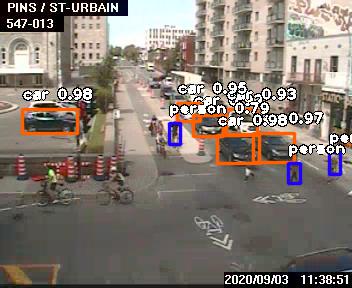 PINS / ST-URBAIN
547-013
car 0.98
car 0.95
car 0.93
person 0.79
car 0.98
0.97
person
pe
2020/09/03 11:38:51